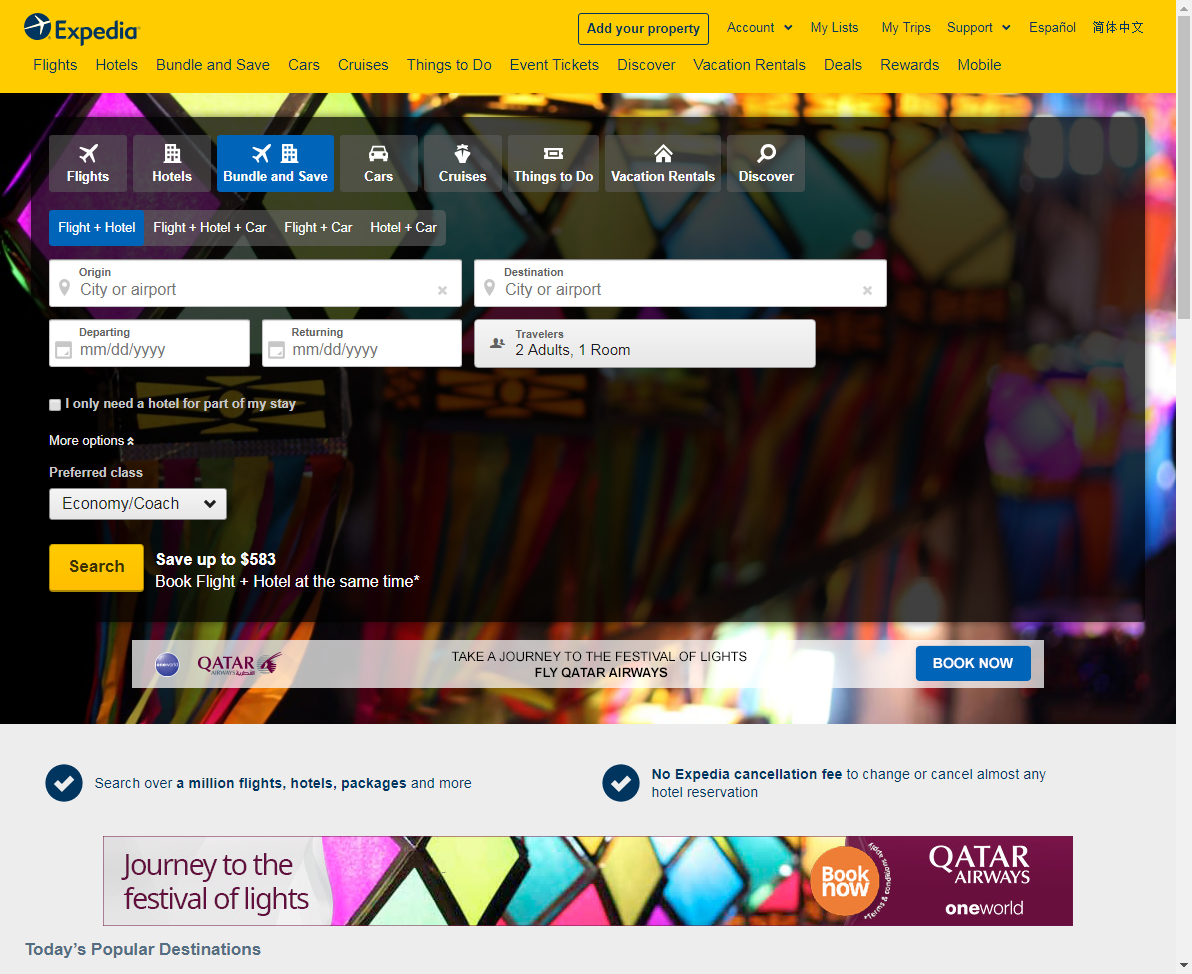 Expedia
Add your property
Account
My Lists
My Trips
Support
Español
简体中文
Flights
Hotels
Bundle and Save
Cars
Cruises
Things to Do
Event Tickets
Discover
Vacation Rentals
Deals
Rewards
Mobile
Flights
Hotels
Bundle and Save
Cars
Cruises
Things to Do
Vacation Rentals
Discover
Flight + Hotel
Flight + Hotel + Car
Flight + Car
Hotel + Car
Origin
City or airport
Destination
City or airport
Departing
mm/dd/yyyy
Returning
mm/dd/yyyy
Travelers
2 Adults, 1 Room
I only need a hotel for part of my stay
More options
Preferred class
Economy/Coach
Search
Save up to $583
Book Flight + Hotel at the same time*
oneworld
QATAR
AIRWAYS القطرية
TAKE A JOURNEY TO THE FESTIVAL OF LIGHTS
FLY QATAR AIRWAYS
BOOK NOW
Search over a million flights, hotels, packages and more
No Expedia cancellation fee to change or cancel almost any
hotel reservation
Journey to the
festival of lights
Book
now
*Terms & conditions apply
QATAR
AIRWAYS
oneworld
Today's Popular Destinations